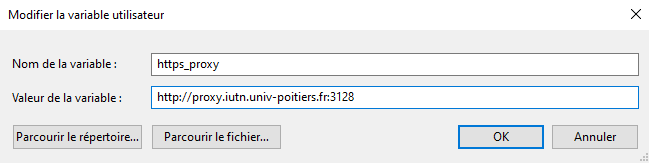 Modifier la variable utilisateur
Nom de la variable : https_proxy
Valeur de la variable : http://proxy.iutn.univ-poitiers.fr:3128
Parcourir le répertoire... Parcourir le fichier... OK Annuler